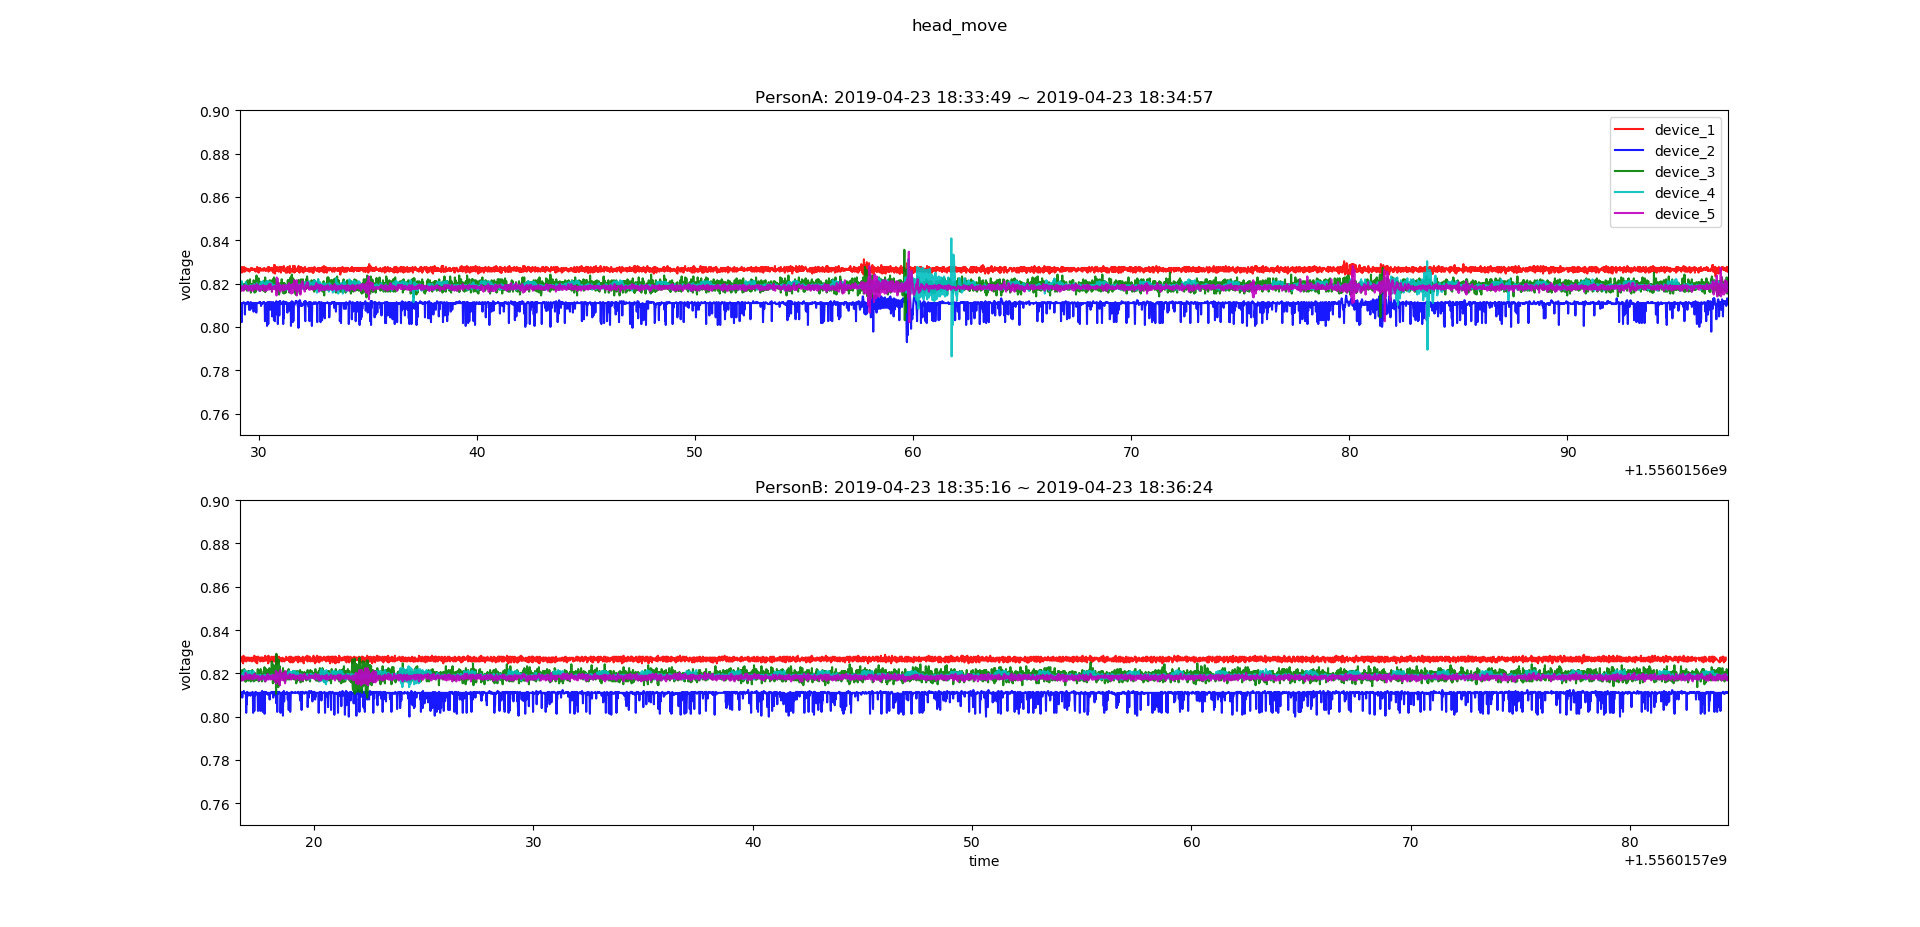 head_move
PersonA: 2019-04-23 18:33:49 ~ 2019-04-23 18:34:57
0.90
0.88
0.86
0.84
0.82
0.80
0.78
0.76
voltage
device_1
device_2
device_3
device_4
device_5
30 40 50 60 70 80 90
+1.5560156e9
PersonB: 2019-04-23 18:35:16 ~ 2019-04-23 18:36:24
0.90
0.88
0.86
0.84
0.82
0.80
0.78
0.76
voltage
20 30 40 50 60 70 80
time
+1.5560157e9